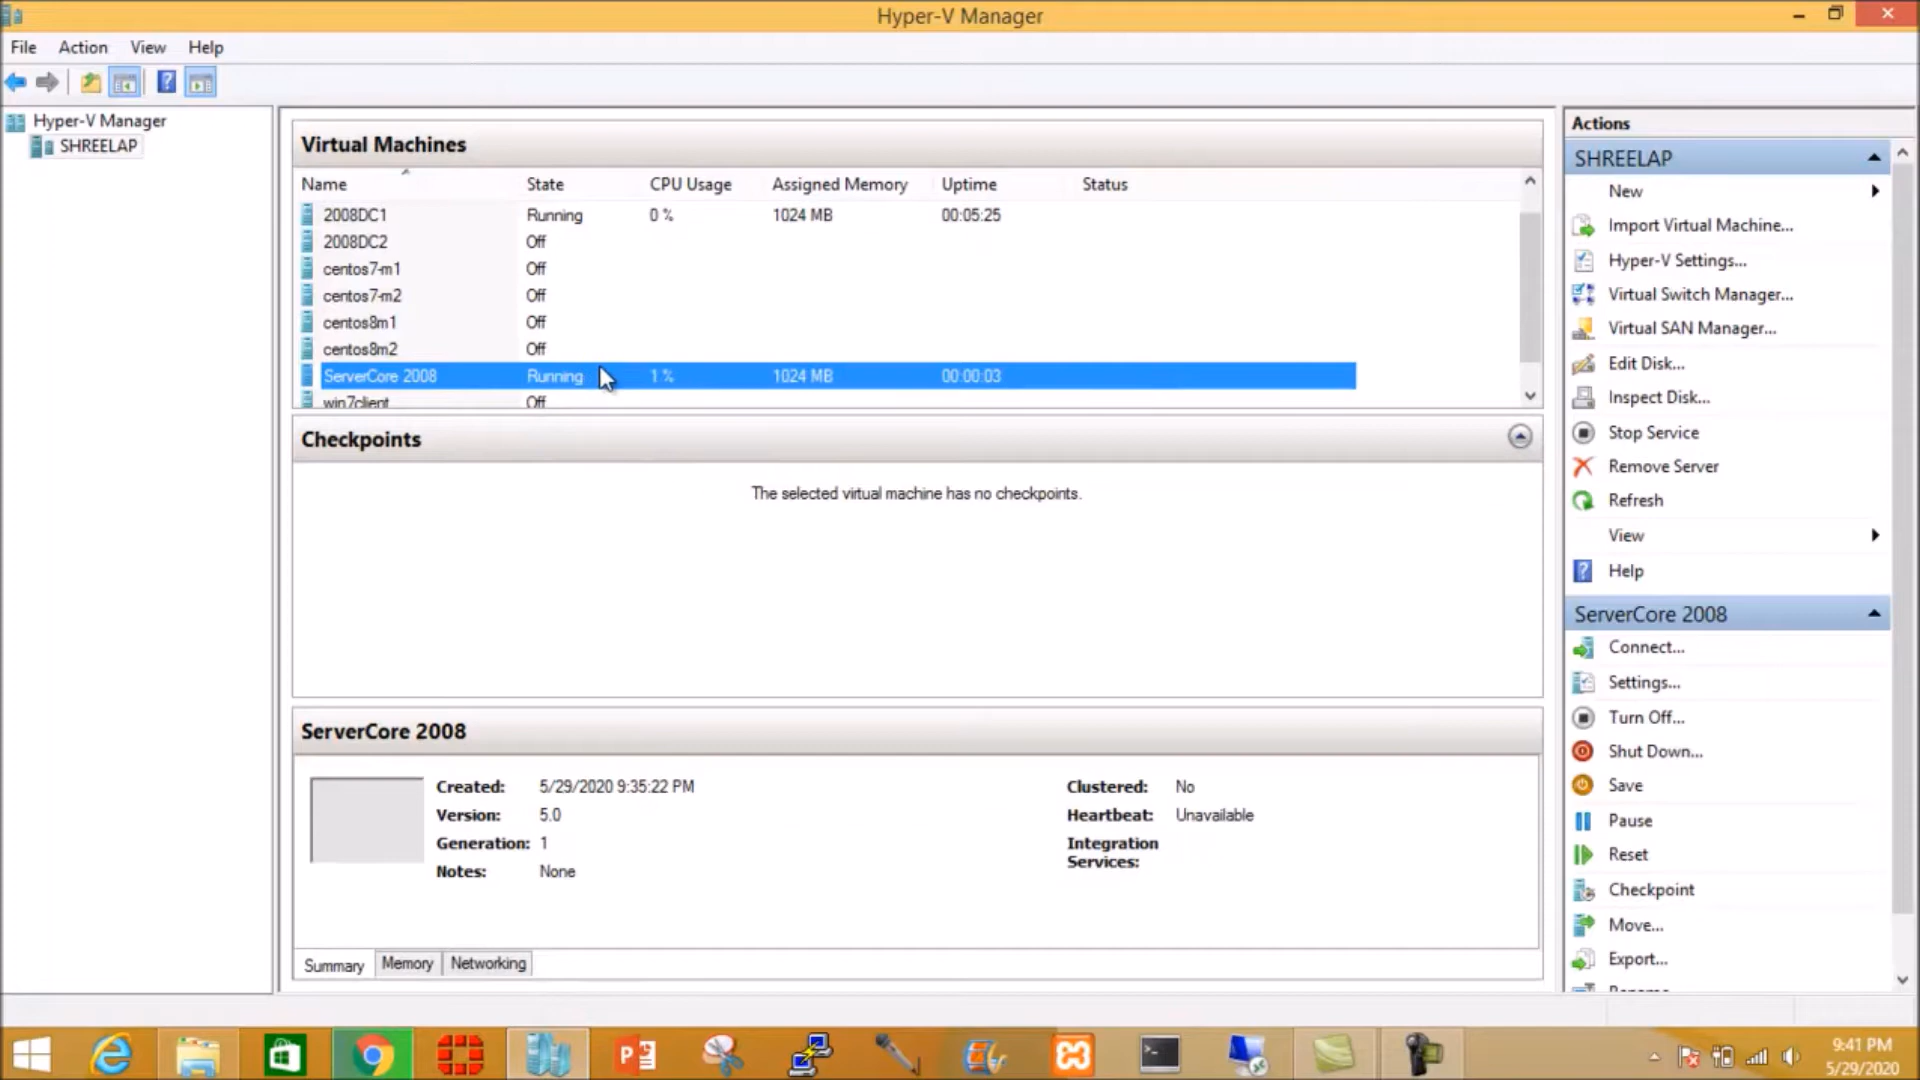 Hyper-V Manager
File Action View Help
Hyper-V Manager
SHREELAP
Virtual Machines
Name State CPU Usage Assigned Memory Uptime Status
2008DC1 Running 0 % 1024 MB 00:05:25
2008DC2 Off
centos7-m1 Off
centos7-m2 Off
centos8m1 Off
centos8m2 Off
ServerCore 2008 Running 1 % 1024 MB 00:00:03
win7client Off
Checkpoints
The selected virtual machine has no checkpoints.
ServerCore 2008
Created: 5/29/2020 9:35:22 PM
Version: 5.0
Generation: 1
Notes: None
Clustered: No
Heartbeat: Unavailable
Integration
Services:
Summary Memory Networking
Actions
SHREELAP
New
Import Virtual Machine...
Hyper-V Settings...
Virtual Switch Manager...
Virtual SAN Manager...
Edit Disk...
Inspect Disk...
Stop Service
Remove Server
Refresh
View
Help
ServerCore 2008
Connect...
Settings...
Turn Off...
Shut Down...
Save
Pause
Reset
Checkpoint
Move...
Export...
Rename...
9:41 PM
5/29/2020